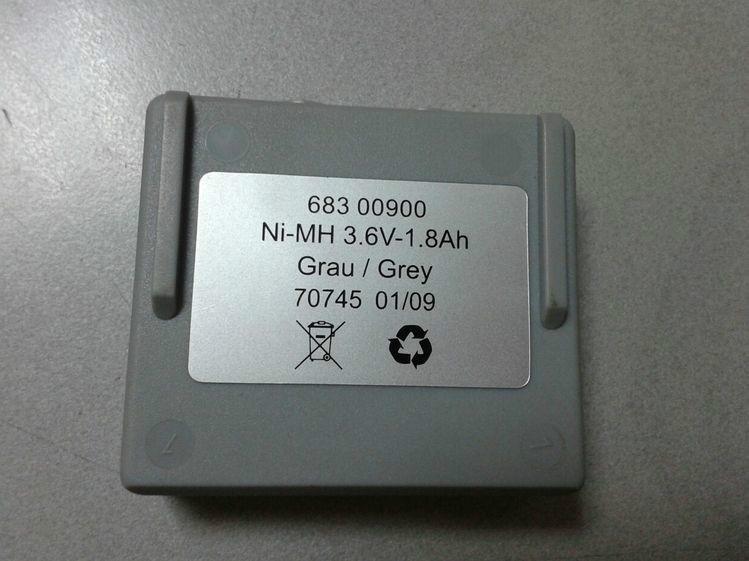 683 00900
Ni-MH 3.6V-1.8Ah
Grau / Grey
70745 01/09